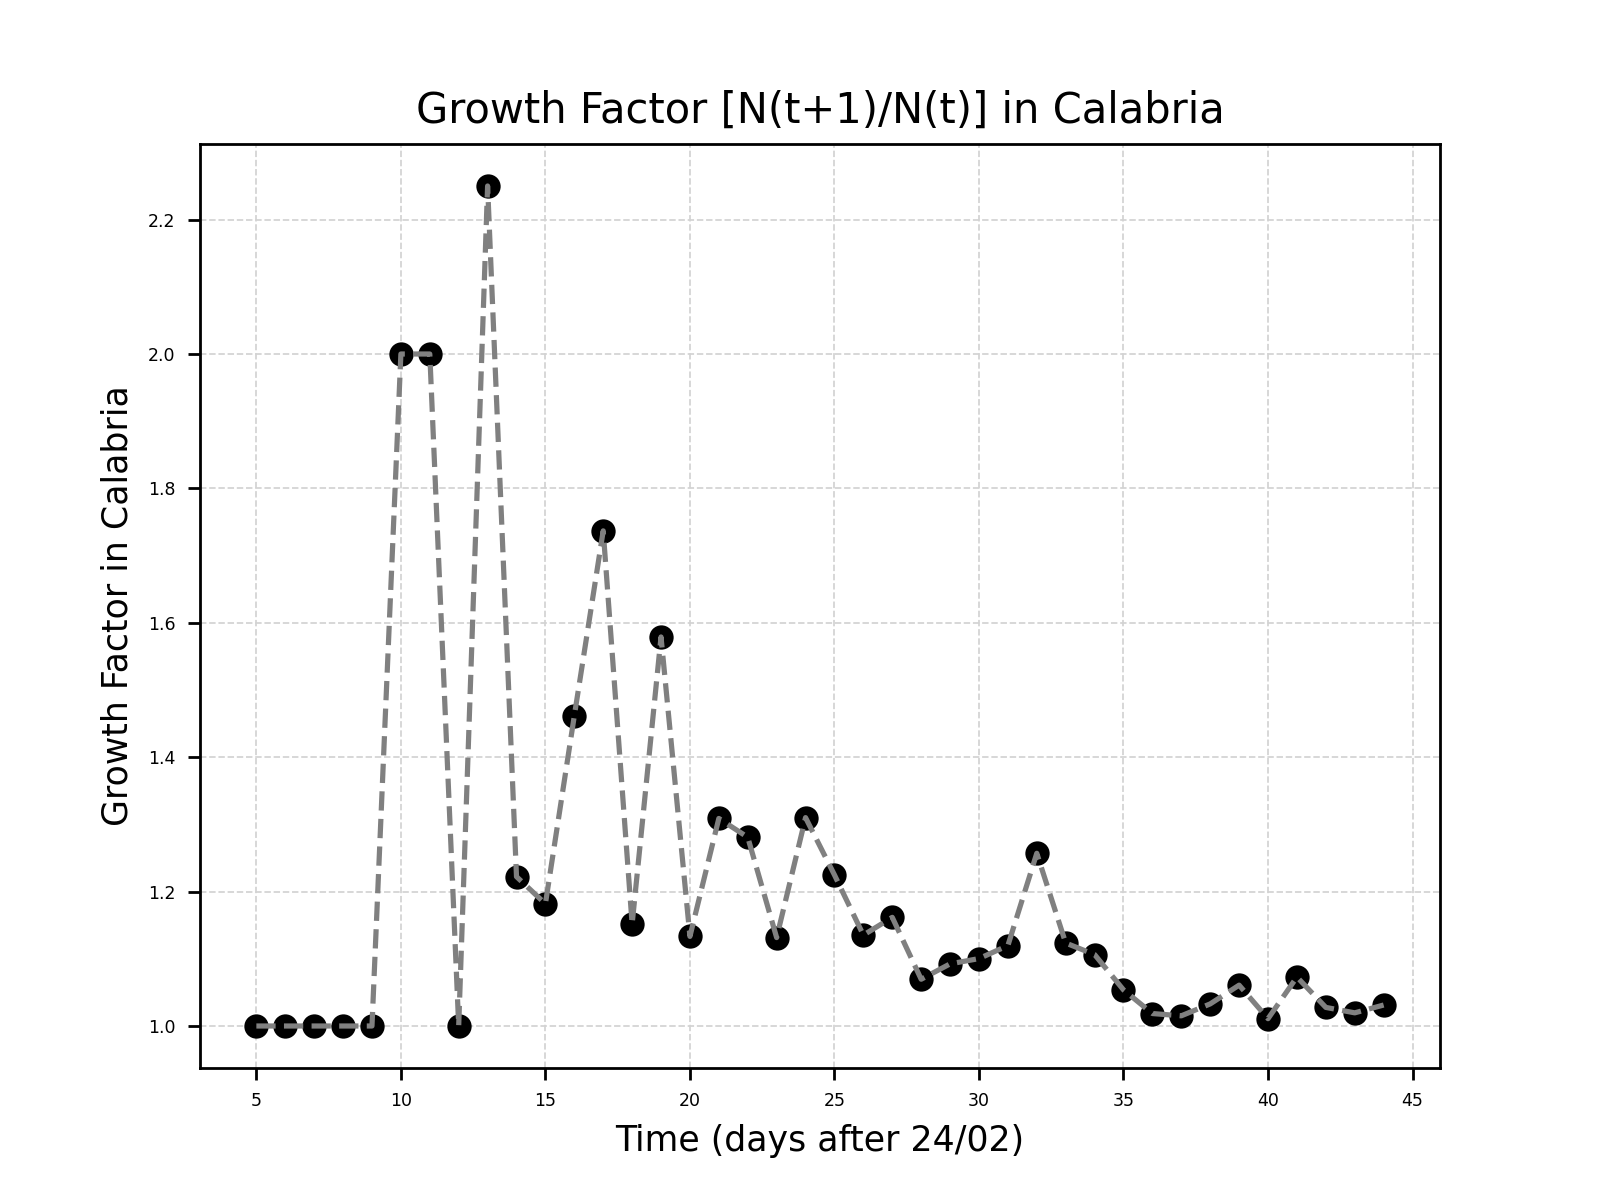 Growth Factor [N(t+1)/N(t)] in Calabria
Growth Factor in Calabria
2.2
2.0
1.8
1.6
1.4
1.2
1.0
5 10 15 20 25 30 35 40 45
Time (days after 24/02)